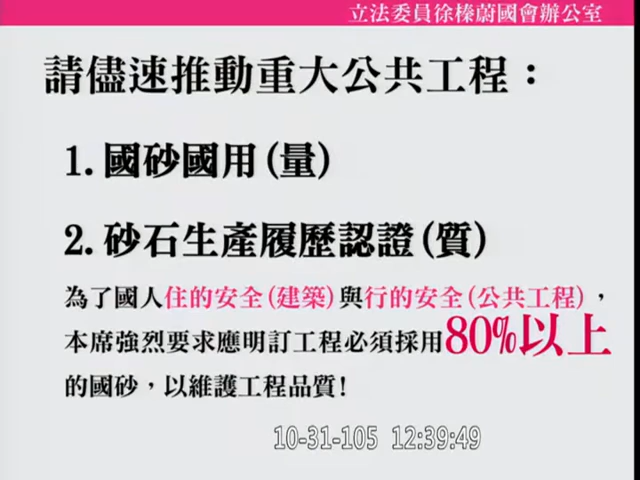 立法委員徐榛蔚國會辦公室
請儘速推動重大公共工程：
1.國砂國用(量)
2.砂石生產履歷認證(質)
為了國人住的安全(建築)與行的安全(公共工程)，
本席強烈要求應明訂工程必須採用80%以上
的國砂，以維護工程品質!
10-31-105 12:39:49